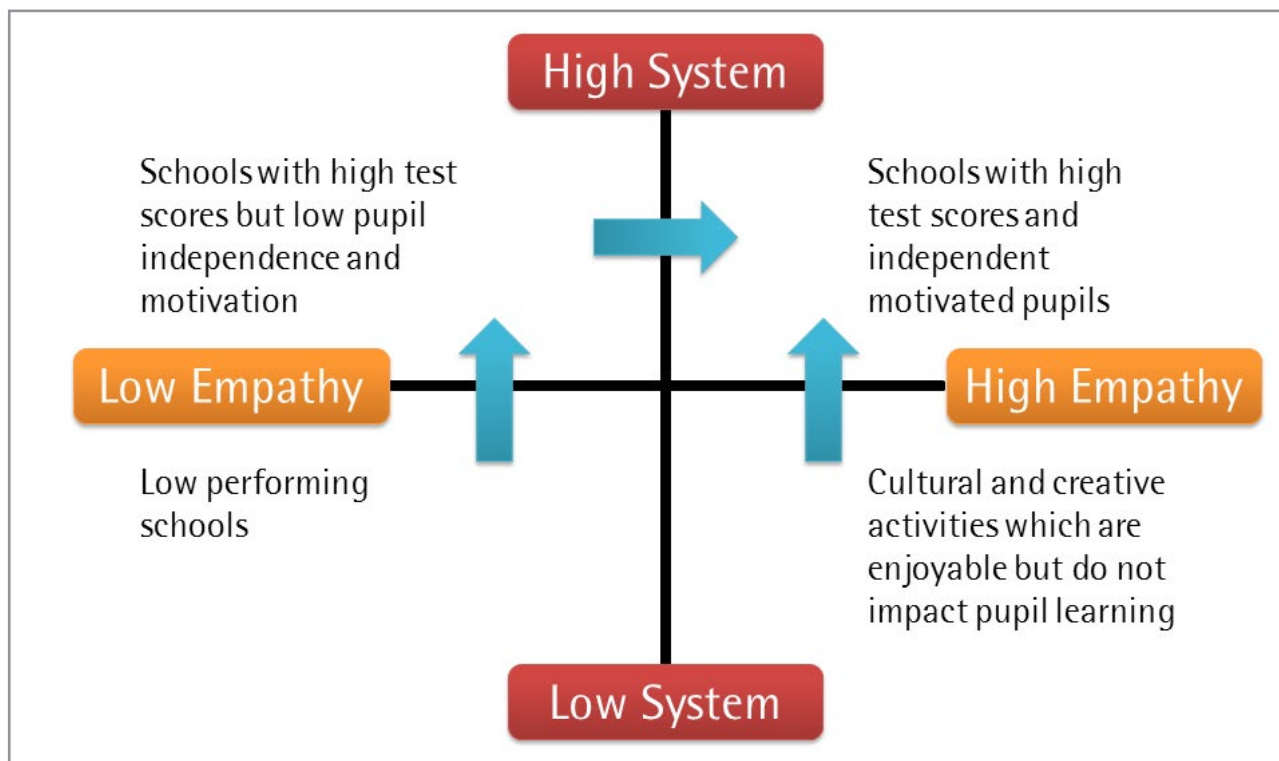 High System
Schools with high test
scores but low pupil
independence and
motivation
Schools with high
test scores and
independent
motivated pupils
Low Empathy
High Empathy
Low performing
schools
Cultural and creative
activities which are
enjoyable but do not
impact pupil learning
Low System